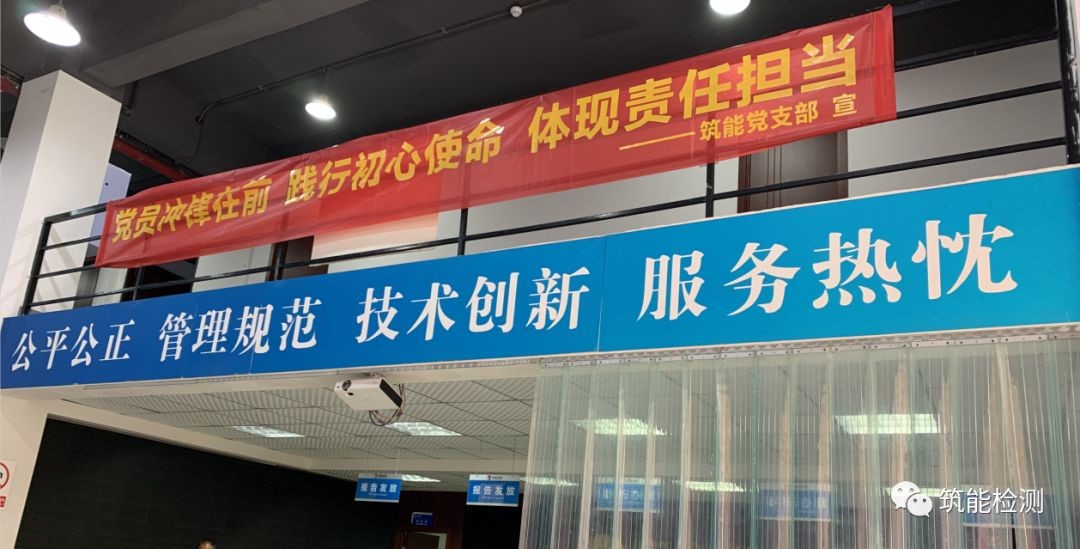 党员冲锋在前 践行初心使命 体现责任担当
——筑能党支部 宣
公平公正 管理规范 技术创新 服务热忱
报告发放
报告发放
筑能检测